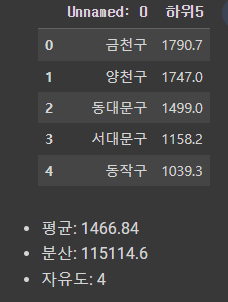 Unnamed: 0 하위5
0 금천구 1790.7
1 양천구 1747.0
2 동대문구 1499.0
3 서대문구 1158.2
4 동작구 1039.3
• 평균: 1466.84
• 분산: 115114.6
• 자유도: 4